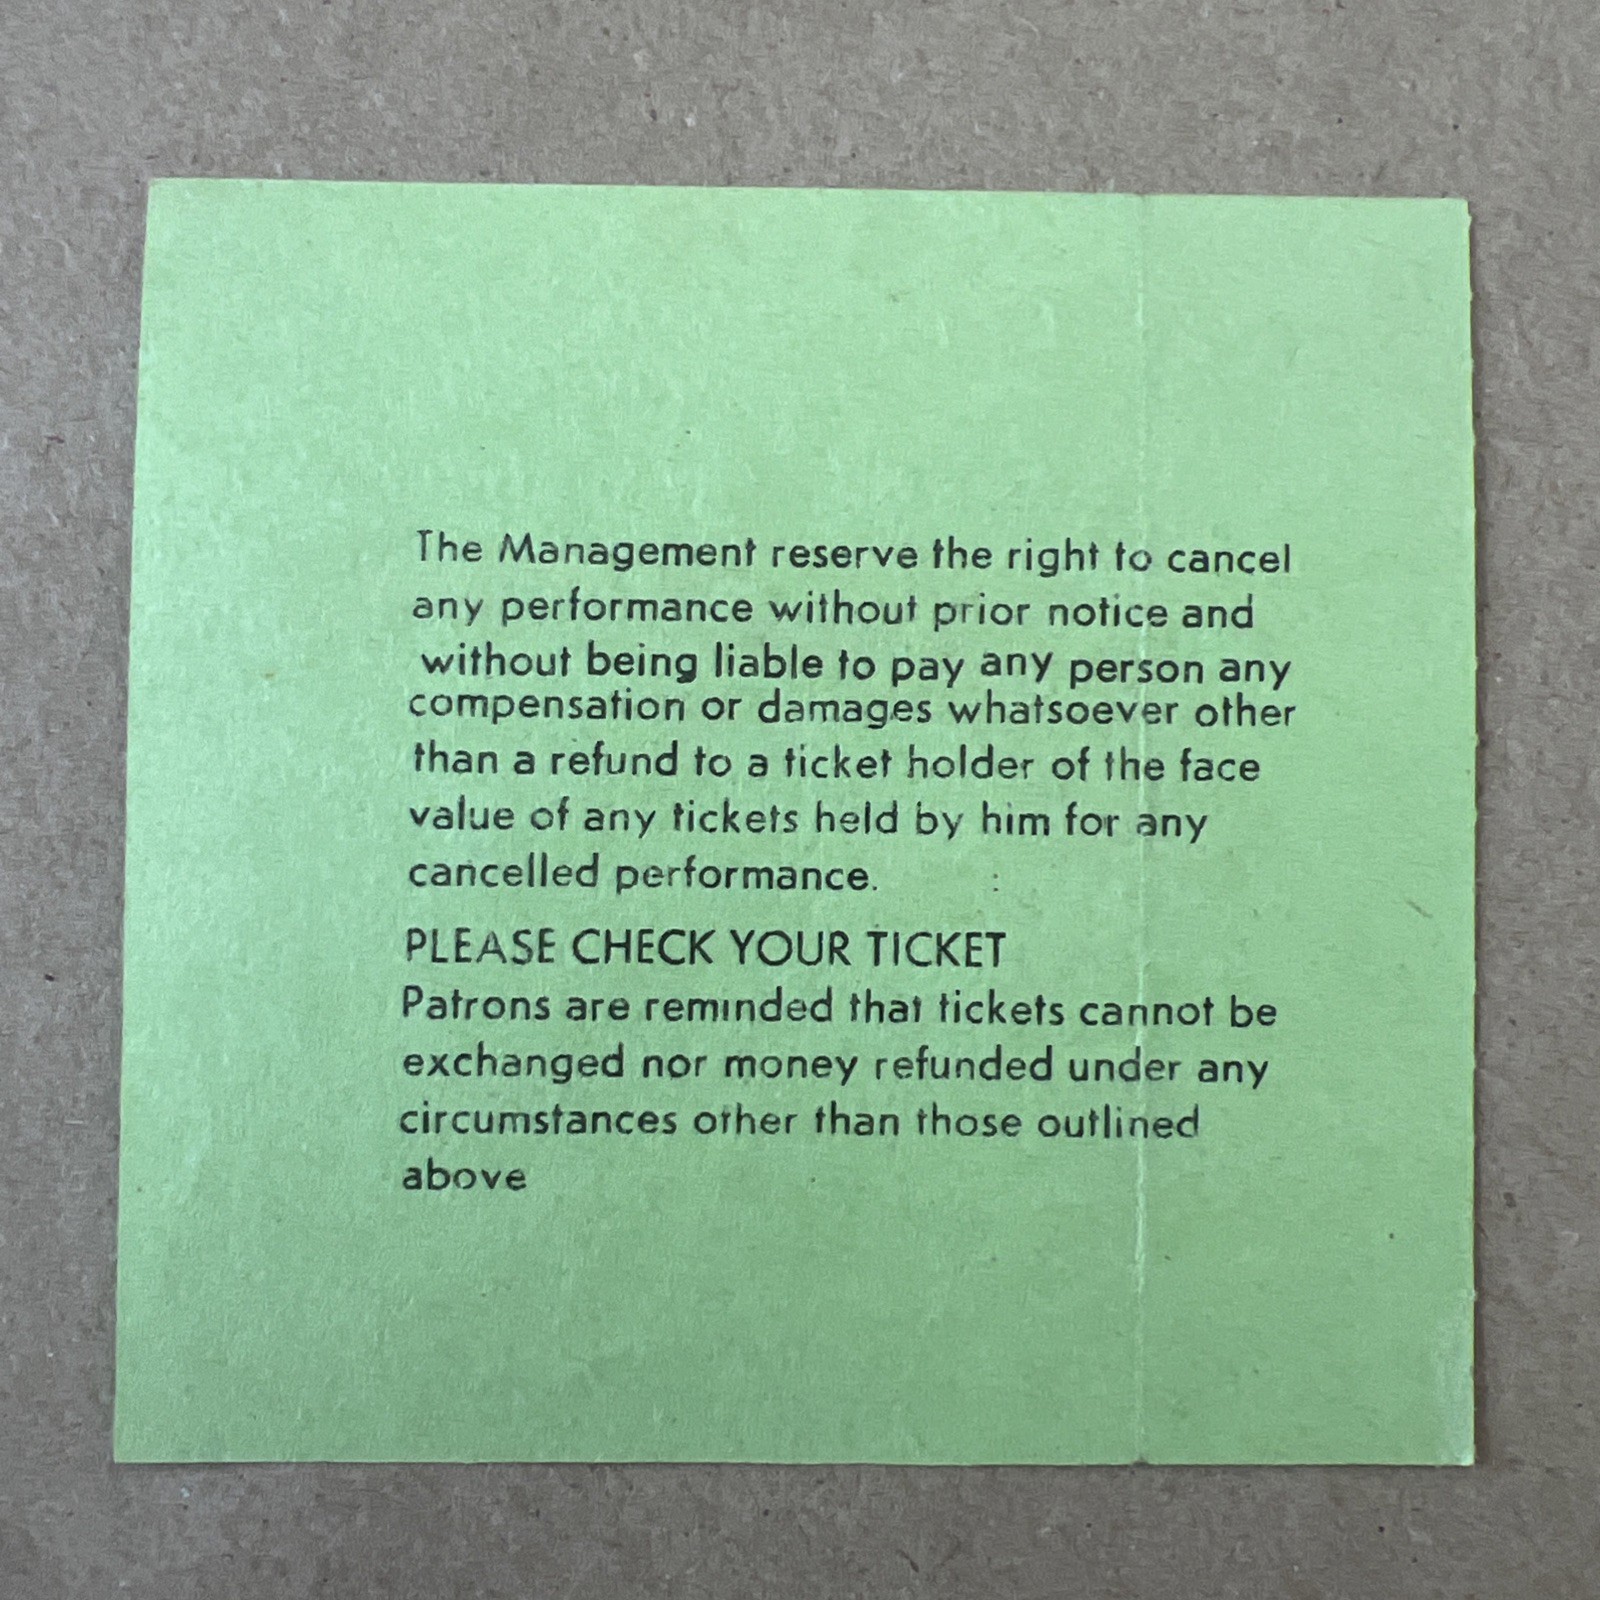 The Management reserve the right to cancel
any performance without prior notice and
without being liable to pay any person any
compensation or damages whatsoever other
than a refund to a ticket holder of the face
value of any tickets held by him for any
cancelled performance.
PLEASE CHECK YOUR TICKET
Patrons are reminded that tickets cannot be
exchanged nor money refunded under any
circumstances other than those outlined
above